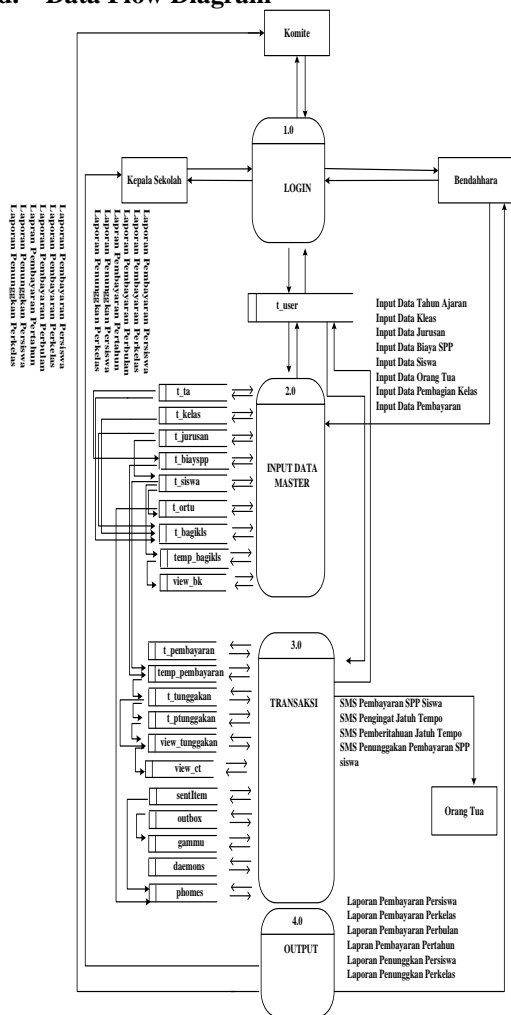 d. Data Flow Diagram
Komite
1.0
LOGIN
Kepala Sekolah
Bendahhara
Laporan Pembayaran Persiswa
Laporan Pembayaran Perkelas
Laporan Pembayaran Perbulan
Lapran Pembayaran Pertahun
Laporan Penunggkan Persiswa
Laporan Penunggkan Perkelas
Laporan Pembayaran Persiswa
Laporan Pembayaran Perkelas
Laporan Pembayaran Perbulan
Lapran Pembayaran Pertahun
Laporan Penunggkan Persiswa
Laporan Penunggkan Perkelas
t_user
Input Data Tahun Ajaran
Input Data Kleas
Input Data Jurusan
Input Data Biaya SPP
Input Data Siswa
Input Data Orang Tua
Input Data Pembagian Kelas
Input Data Pembayaran
2.0
INPUT DATA
MASTER
t_ta
t_kelas
t_jurusan
t_biayspp
t_siswa
t_ortu
t_bagikls
temp_bagikls
view_bk
3.0
TRANSAKSI
t_pembayaran
temp_pembayaran
t_tunggakan
t_ptunggakan
view_tunggakan
view_ct
sentItem
outbox
gammu
daemons
phomes
SMS Pembayaran SPP Siswa
SMS Pengingat Jatuh Tempo
SMS Pemberitahuan Jatuh Tempo
SMS Penunggakan Pembayaran SPP
siswa
Orang Tua
4.0
OUTPUT
Laporan Pembayaran Persiswa
Laporan Pembayaran Perkelas
Laporan Pembayaran Perbulan
Lapran Pembayaran Pertahun
Laporan Penunggkan Persiswa
Laporan Penunggkan Perkelas